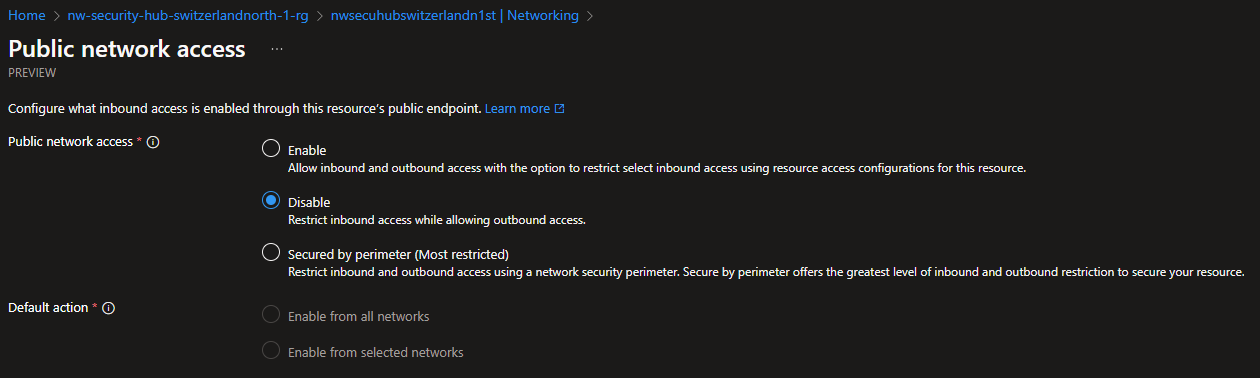 Home > nw-security-hub-switzerlandnorth-1-rg > nwsecuhubswitzerlandn1st | Networking >
Public network access ...
PREVIEW
Configure what inbound access is enabled through this resource's public endpoint. Learn more
Public network access *
Enable
Allow inbound and outbound access with the option to restrict select inbound access using resource access configurations for this resource.
Disable
Restrict inbound access while allowing outbound access.
Secured by perimeter (Most restricted)
Restrict inbound and outbound access using a network security perimeter. Secure by perimeter offers the greatest level of inbound and outbound restriction to secure your resource.
Default action *
Enable from all networks
Enable from selected networks